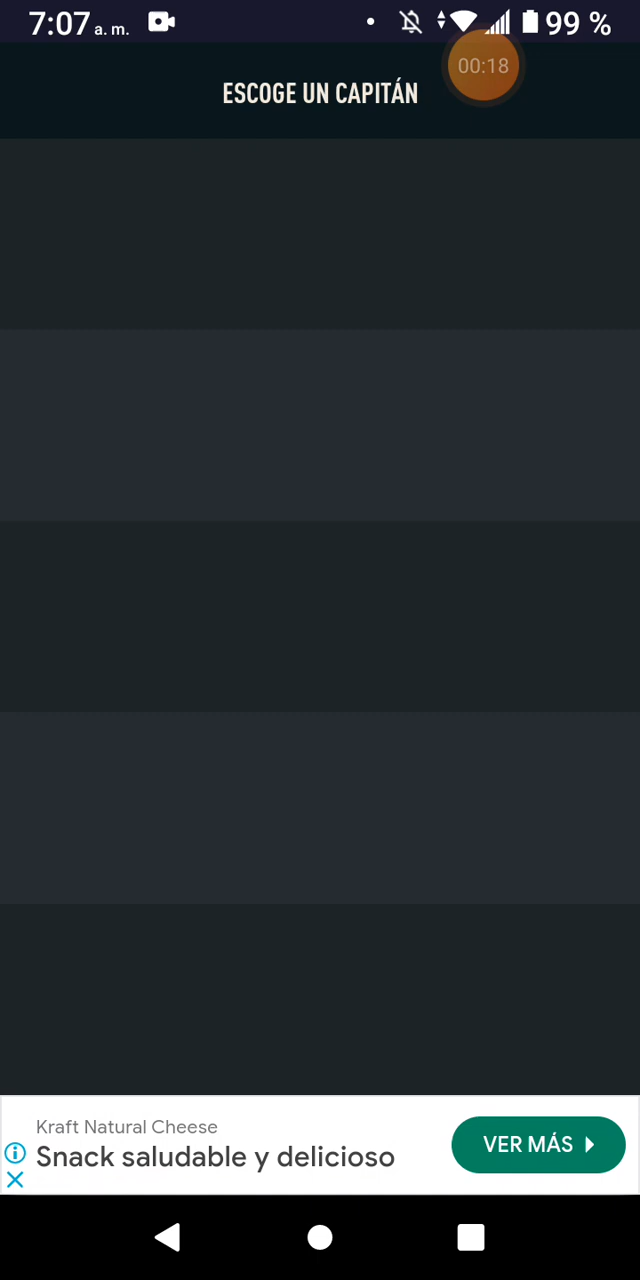 7:07 a. m.
99 %
00:18
ESCOGE UN CAPITÁN
Kraft Natural Cheese
Snack saludable y delicioso
VER MÁS